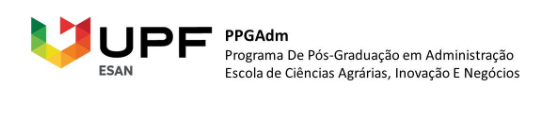 UPF
ESAN
PPGAdm
Programa De Pós-Graduação em Administração
Escola de Ciências Agrárias, Inovação E Negócios